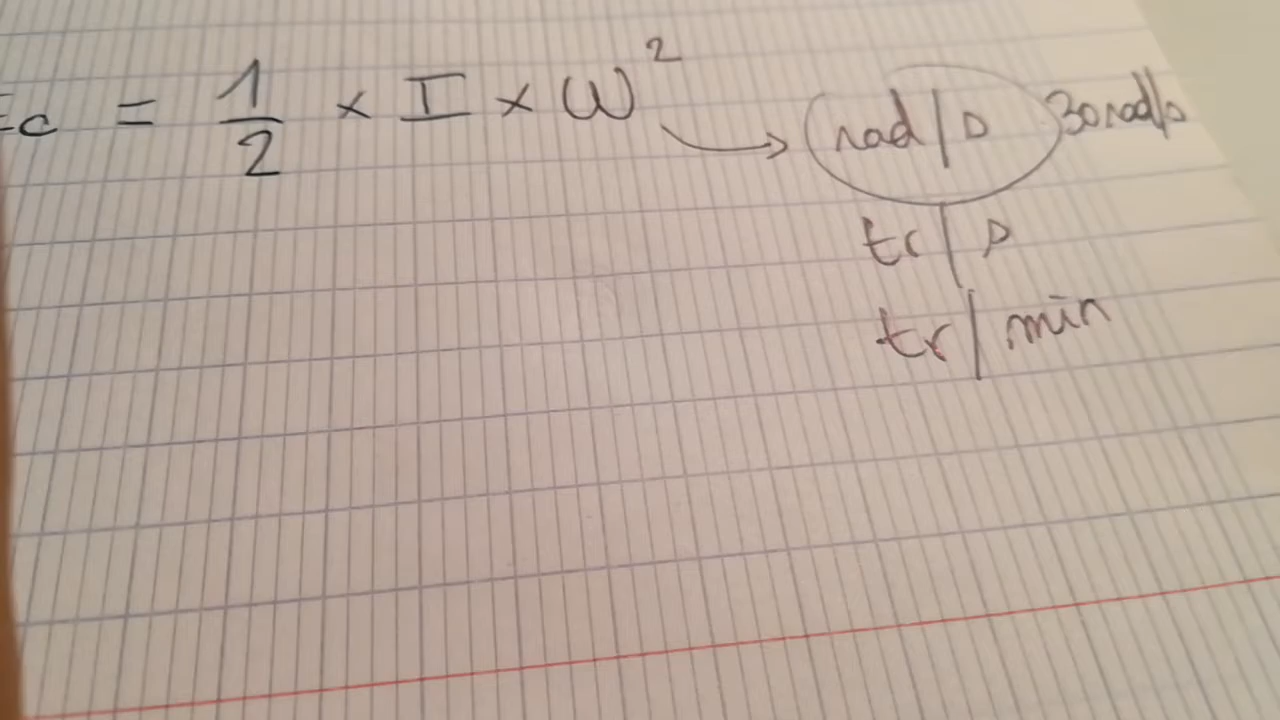 Ec = 1/2 × I × ω² → rad/s 30 rad/s
tr/s
tr/min